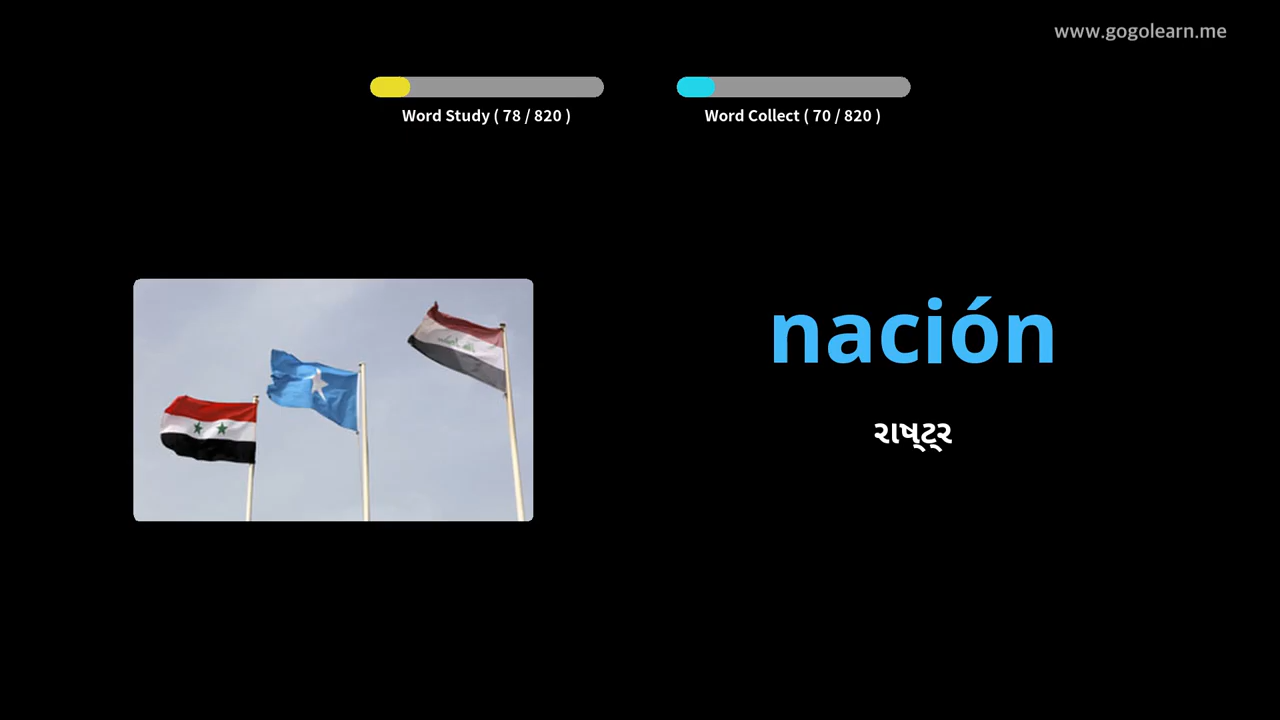 www.gogolearn.me
Word Study ( 78 / 820 )
Word Collect ( 70 / 820 )
nación
રાષ્ટ્ર